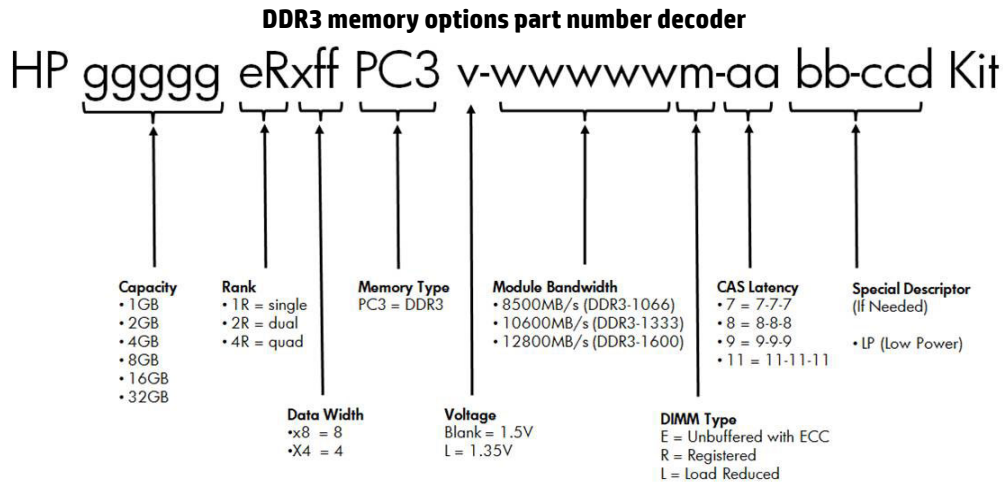 DDR3 memory options part number decoder
HP ggggg eRxff PC3 v-wwwwwm-aa bb-ccd Kit
Capacity
• 1GB
• 2GB
• 4GB
• 8GB
• 16GB
• 32GB
Rank
• 1R = single
• 2R = dual
• 4R = quad
Memory Type
PC3 = DDR3
Module Bandwidth
• 8500MB/s (DDR3-1066)
• 10600MB/s (DDR3-1333)
• 12800MB/s (DDR3-1600)
CAS Latency
• 7 = 7-7-7
• 8 = 8-8-8
• 9 = 9-9-9
• 11 = 11-11-11
Special Descriptor
(If Needed)
• LP (Low Power)
Data Width
•x8 = 8
•X4 = 4
Voltage
Blank = 1.5V
L = 1.35V
DIMM Type
E = Unbuffered with ECC
R = Registered
L = Load Reduced